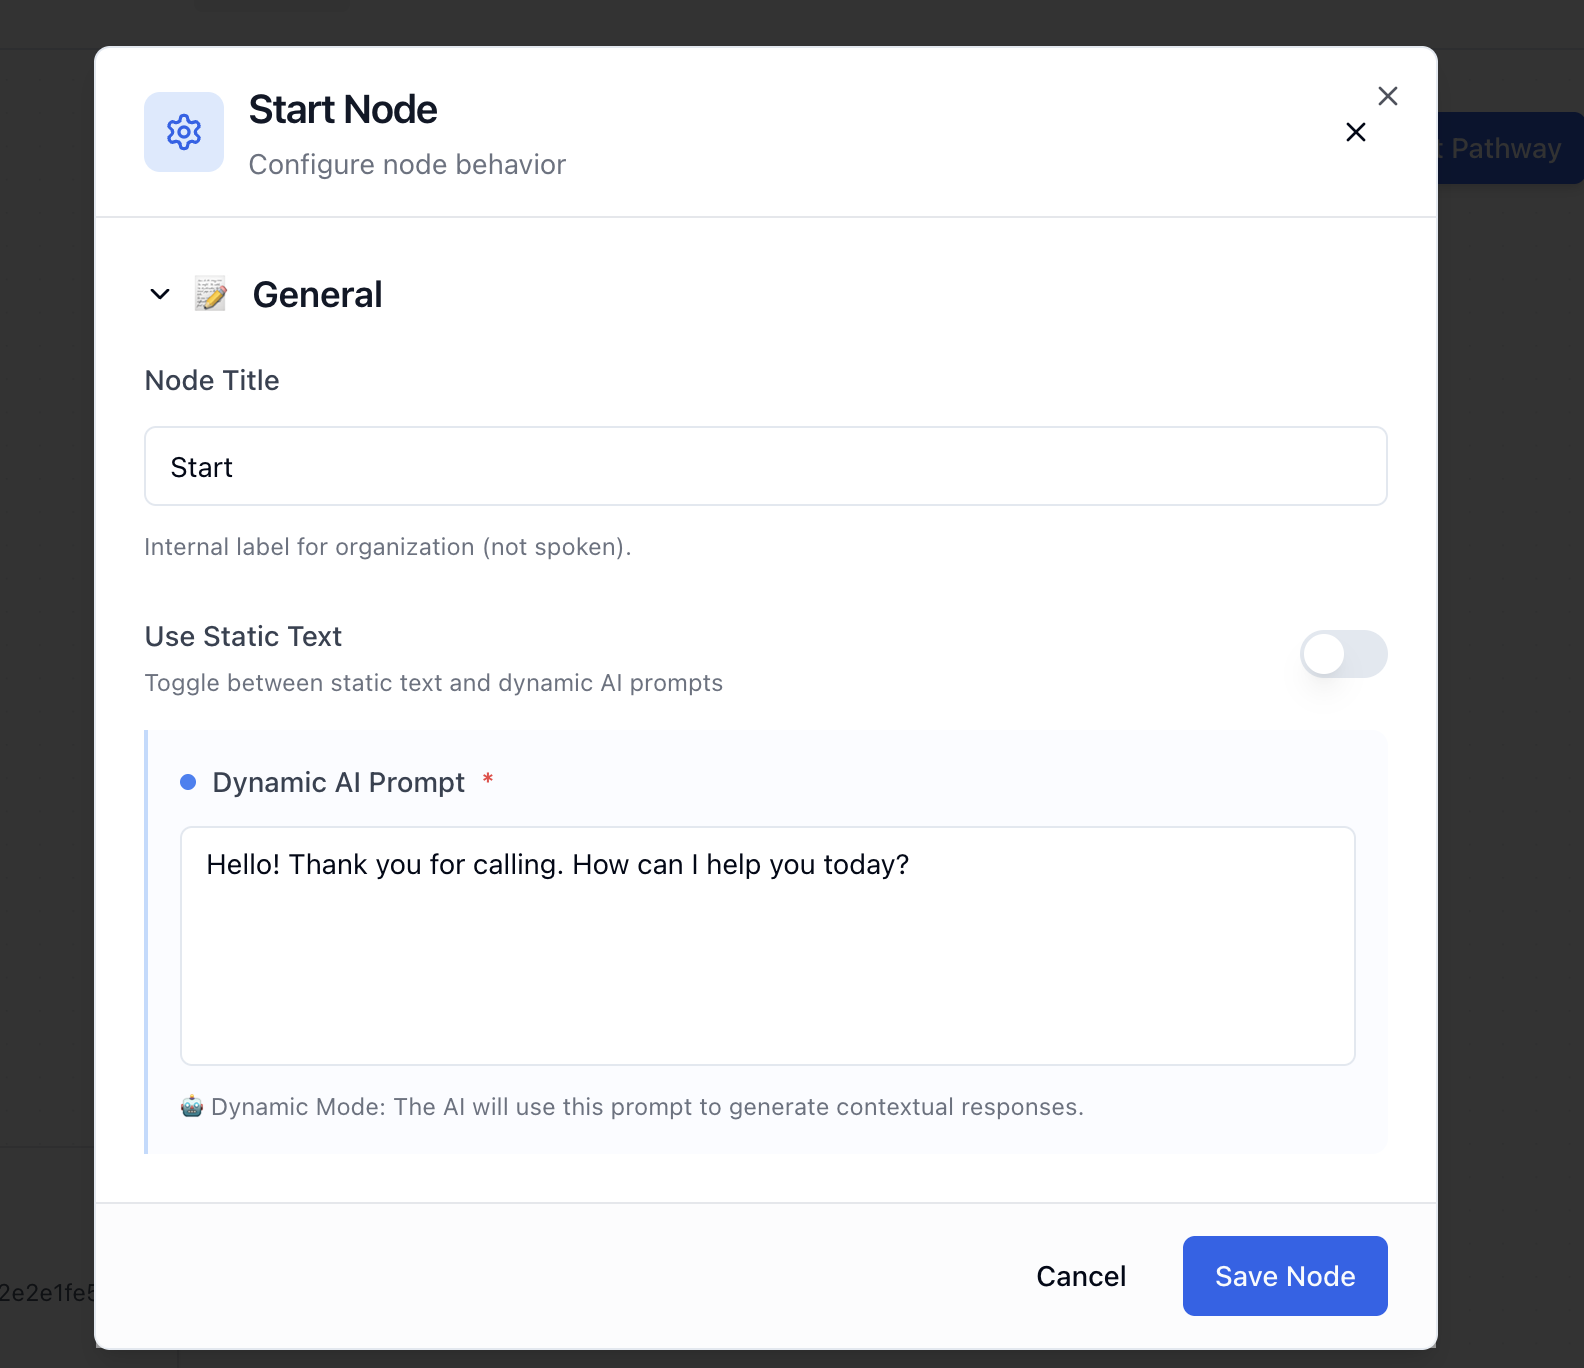 Start Node
Configure node behavior
t Pathway
General
Node Title
Start
Internal label for organization (not spoken).
Use Static Text
Toggle between static text and dynamic AI prompts
Dynamic AI Prompt *
Hello! Thank you for calling. How can I help you today?
Dynamic Mode: The AI will use this prompt to generate contextual responses.
2e2e1fe5
Cancel
Save Node